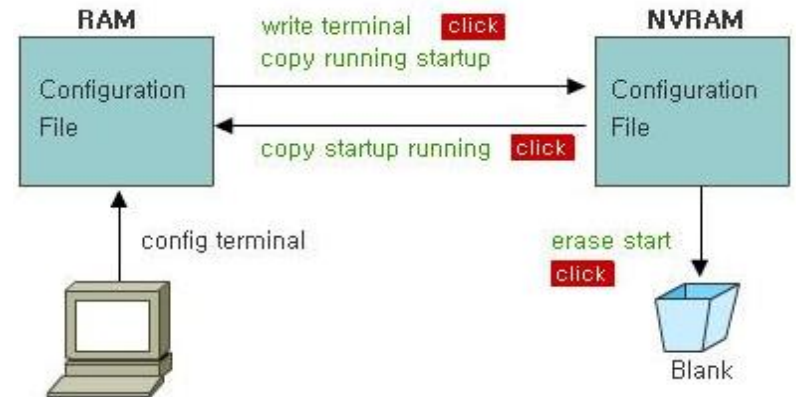 RAM
NVRAM
write terminal click
copy running startup
Configuration
File
Configuration
File
copy startup running click
config terminal
erase start
click
Blank